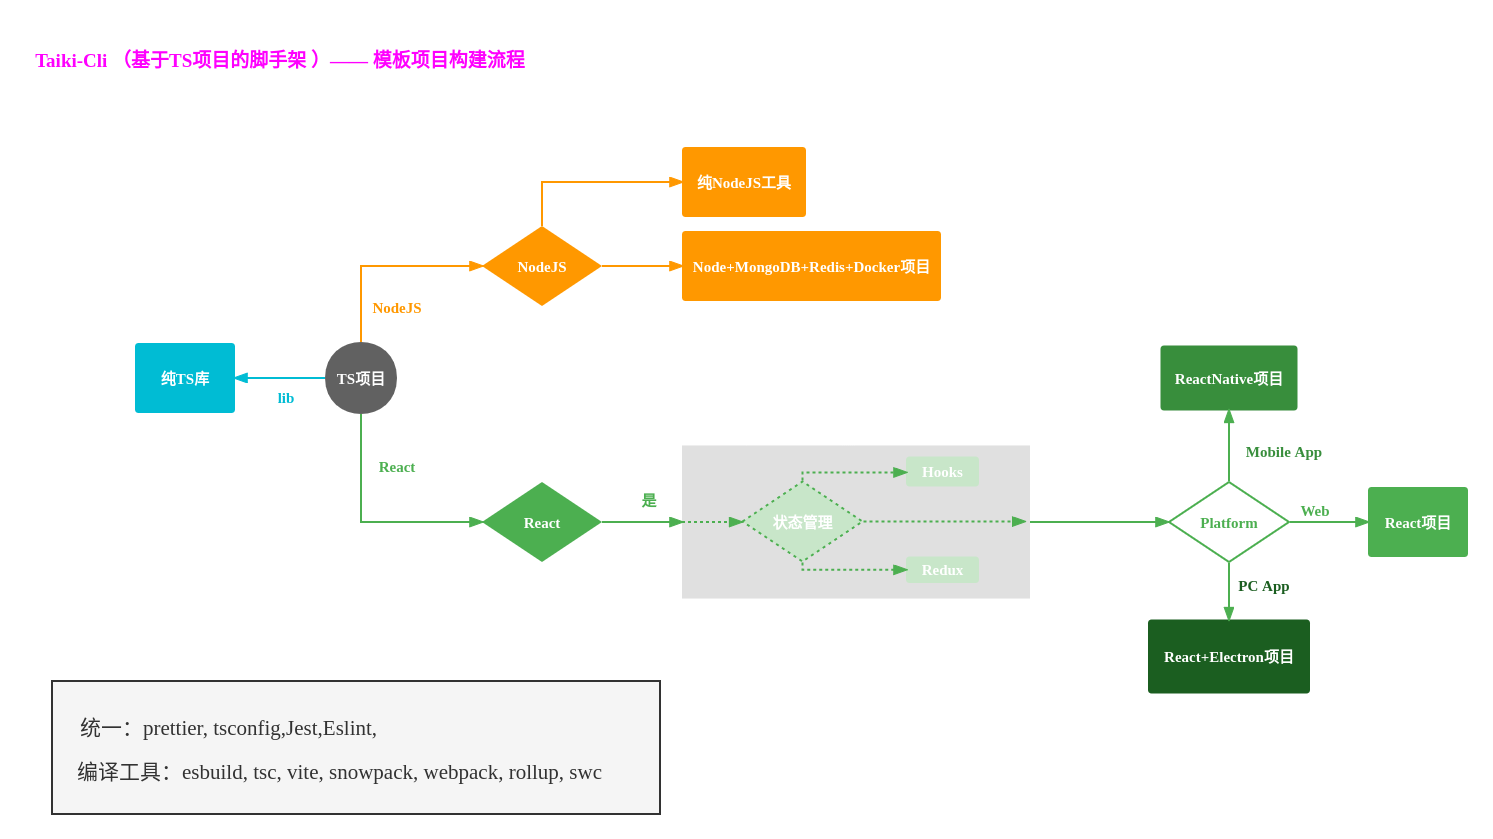 Taiki-Cli （基于TS项目的脚手架 ）—— 模板项目构建流程
纯NodeJS工具
NodeJS
Node+MongoDB+Redis+Docker项目
NodeJS
纯TS库
lib
TS项目
React
React
是
状态管理
Hooks
Redux
ReactNative项目
Mobile App
Platform
Web
React项目
PC App
React+Electron项目
统一：prettier, tsconfig,Jest,Eslint,
编译工具：esbuild, tsc, vite, snowpack, webpack, rollup, swc